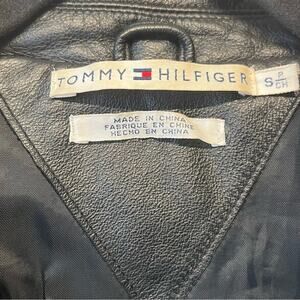 TOMMY HILFIGER
S P
CH
MADE IN CHINA
FABRIQUE EN CHINE
HECHO EN CHINA